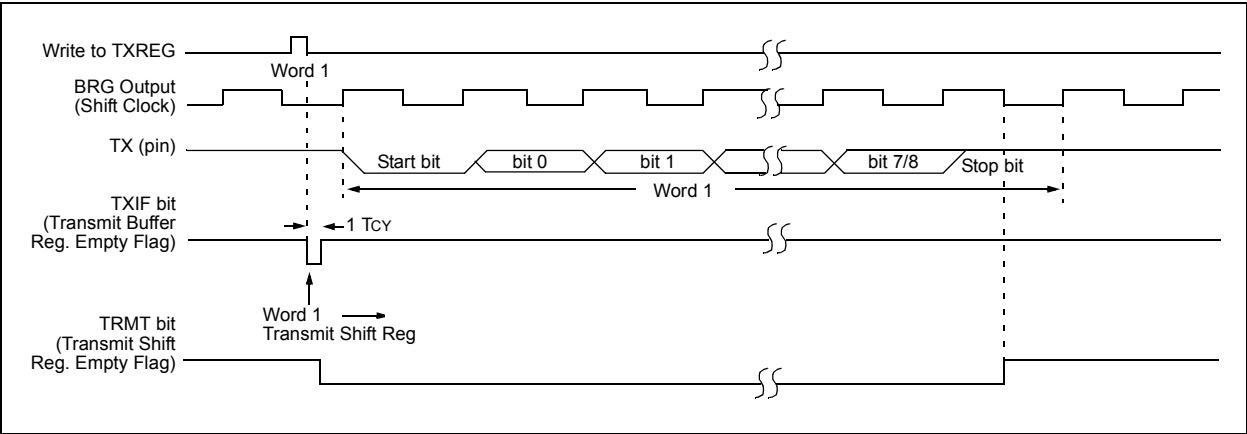 Write to TXREG
Word 1
BRG Output
(Shift Clock)
TX (pin)
Start bit
bit 0
bit 1
bit 7/8
Stop bit
Word 1
TXIF bit
(Transmit Buffer
Reg. Empty Flag)
1 TCY
Word 1
Transmit Shift Reg
TRMT bit
(Transmit Shift
Reg. Empty Flag)